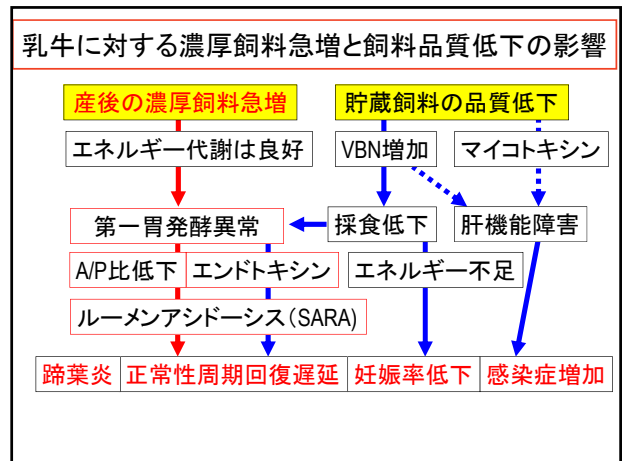 乳牛に対する濃厚飼料急増と飼料品質低下の影響
産後の濃厚飼料急増 貯蔵飼料の品質低下
エネルギー代謝は良好 VBN増加 マイコトキシン
第一胃発酵異常 採食低下 肝機能障害
A/P比低下 エンドトキシン エネルギー不足
ルーメンアシドーシス(SARA)
蹄葉炎 正常性周期回復遅延 妊娠率低下 感染症増加